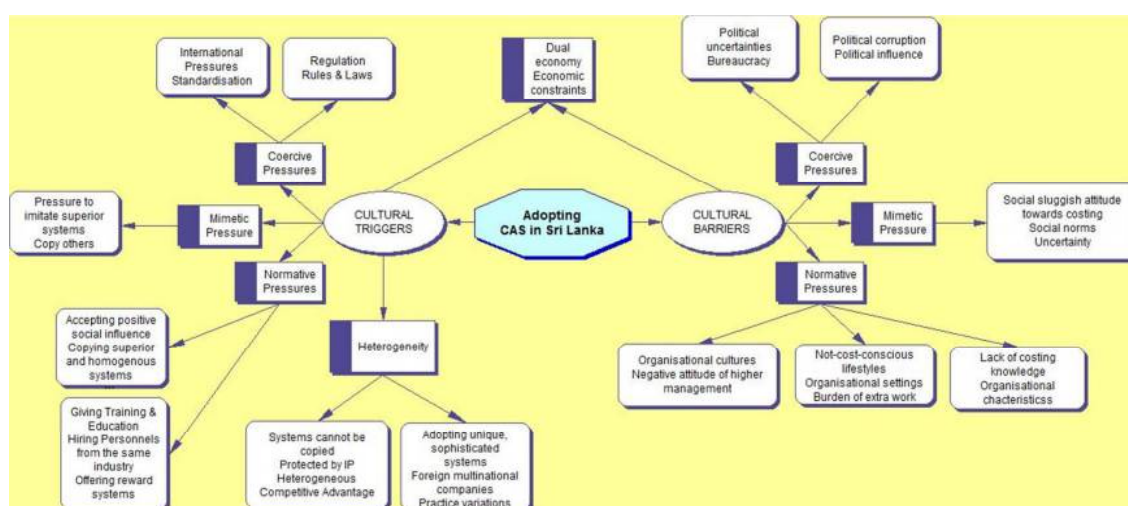 International
Pressures
Standardisation
Regulation
Rules & Laws
Dual
economy
Economic
constraints
Political
uncertainties
Bureaucracy
Political corruption
Political influence
Coercive
Pressures
Coercive
Pressures
Pressure to
imitate superior
systems
Copy others
Mimetic
Pressure
CULTURAL
TRIGGERS
Adopting
CAS in Sri Lanka
CULTURAL
BARRIERS
Mimetic
Pressure
Social sluggish attitude
towards costing
Social norms
Uncertainty
Normative
Pressures
Normative
Pressures
Accepting positive
social influence
Copying superior
and homogenous
systems
Heterogeneity
Organisational cultures
Negative attitude of higher
management
Not-cost-conscious
lifestyles
Organisational settings
Burden of extra work
Lack of costing
knowledge
Organisational
chacteristicss
Giving Training &
Education
Hiring Personnels
from the same
industry
Offering reward
systems
Systems cannot be
copied
Protected by IP
Heterogeneous
Competitive Advantage
Adopting unique,
sophisticated
systems
Foreign multinational
companies
Practice variations